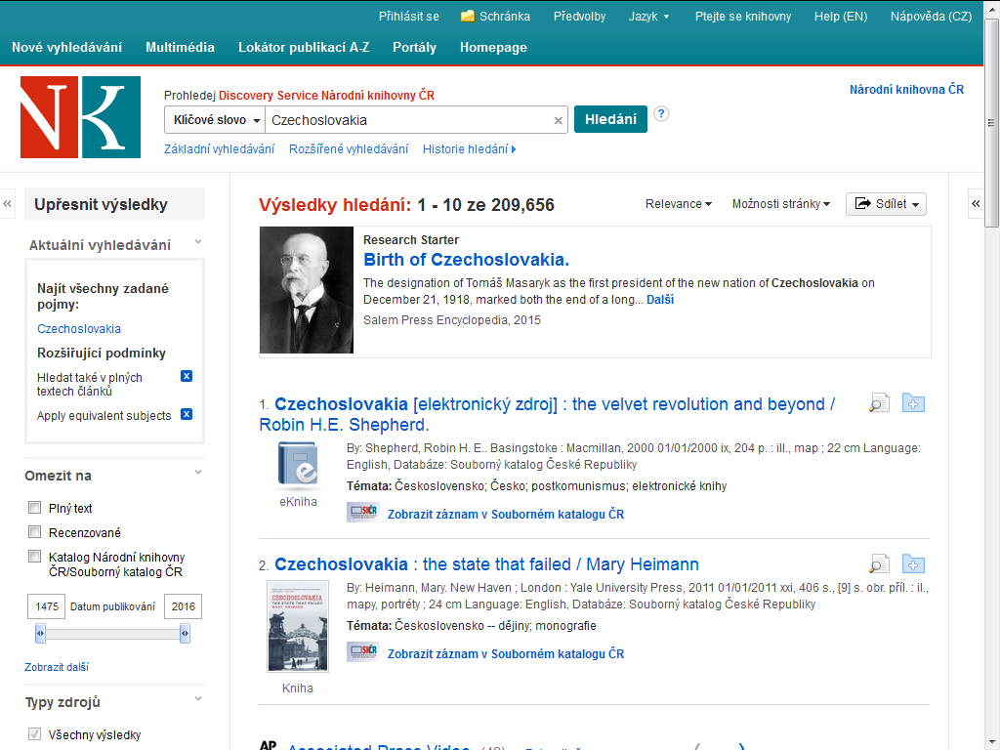 Přihlásit se Schránka Předvolby Jazyk Ptejte se knihovny Help (EN) Nápověda (CZ)
Nové vyhledávání Multimédia Lokátor publikací A-Z Portály Homepage
NK
Prohledej Discovery Service Národní knihovny ČR
Národní knihovna ČR
Klíčové slovo Czechoslovakia × Hledání ?
Základní vyhledávání Rozšířené vyhledávání Historie hledání
«
Upřesnit výsledky
Aktuální vyhledávání
Najít všechny zadané
pojmy:
Czechoslovakia
Rozšiřující podmínky
Hledat také v plných
textech článků
x
Apply equivalent subjects x
Omezit na
Plný text
Recenzované
Katalog Národní knihovny
ČR/Souborný katalog ČR
1475 Datum publikování 2016
Zobrazit další
Typy zdrojů
Všechny výsledky
Výsledky hledání: 1 - 10 ze 209,656
Relevance Možnosti stránky Sdílet
«
Research Starter
Birth of Czechoslovakia.
The designation of Tomáš Masaryk as the first president of the new nation of Czechoslovakia on
December 21, 1918, marked both the end of a long... Další
Salem Press Encyclopedia, 2015
1. Czechoslovakia [elektronický zdroj] : the velvet revolution and beyond /
Robin H.E. Shepherd.
By: Shepherd, Robin H. E.. Basingstoke : Macmillan, 2000 01/01/2000 ix, 204 p. : ill., map ; 22 cm Language:
English, Databáze: Souborný katalog České Republiky
Témata: Československo; Česko; postkomunismus; elektronické knihy
e
eKniha
SKČR Zobrazit záznam v Souborném katalogu ČR
2. Czechoslovakia : the state that failed / Mary Heimann
By: Heimann, Mary. New Haven ; London : Yale University Press, 2011 01/01/2011 xxi, 406 s., [9] s. obr. příl. : il.,
mapy, portréty ; 24 cm Language: English, Databáze: Souborný katalog České Republiky
Témata: Československo -- dějiny; monografie
CZECHOSLOVAKIA
THE STATE THAT FAILED
MARY HEIMANN
Kniha
SKČR Zobrazit záznam v Souborném katalogu ČR
AP Associated Press Video